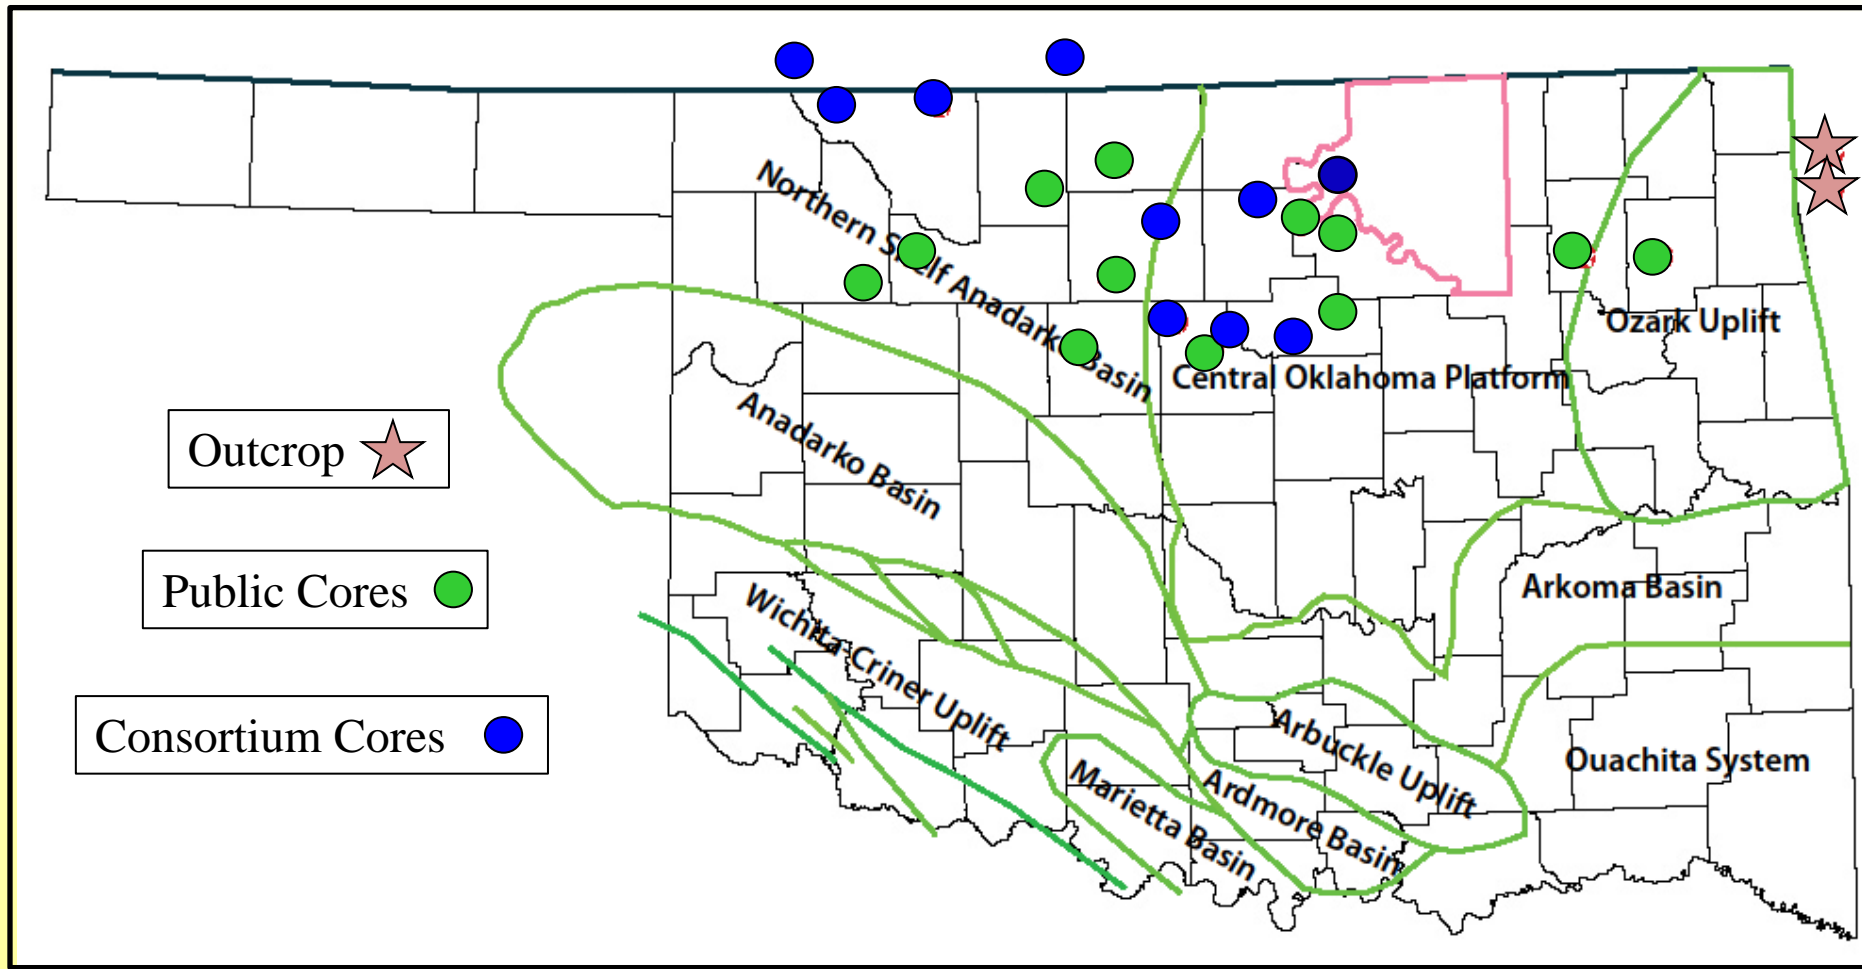 Northern Shelf Anadarko Basin
Ozark Uplift
Central Oklahoma Platform
Anadarko Basin
Outcrop
Public Cores
Arkoma Basin
Wichita-Criner Uplift
Consortium Cores
Arbuckle Uplift
Ouachita System
Marietta Basin
Ardmore Basin